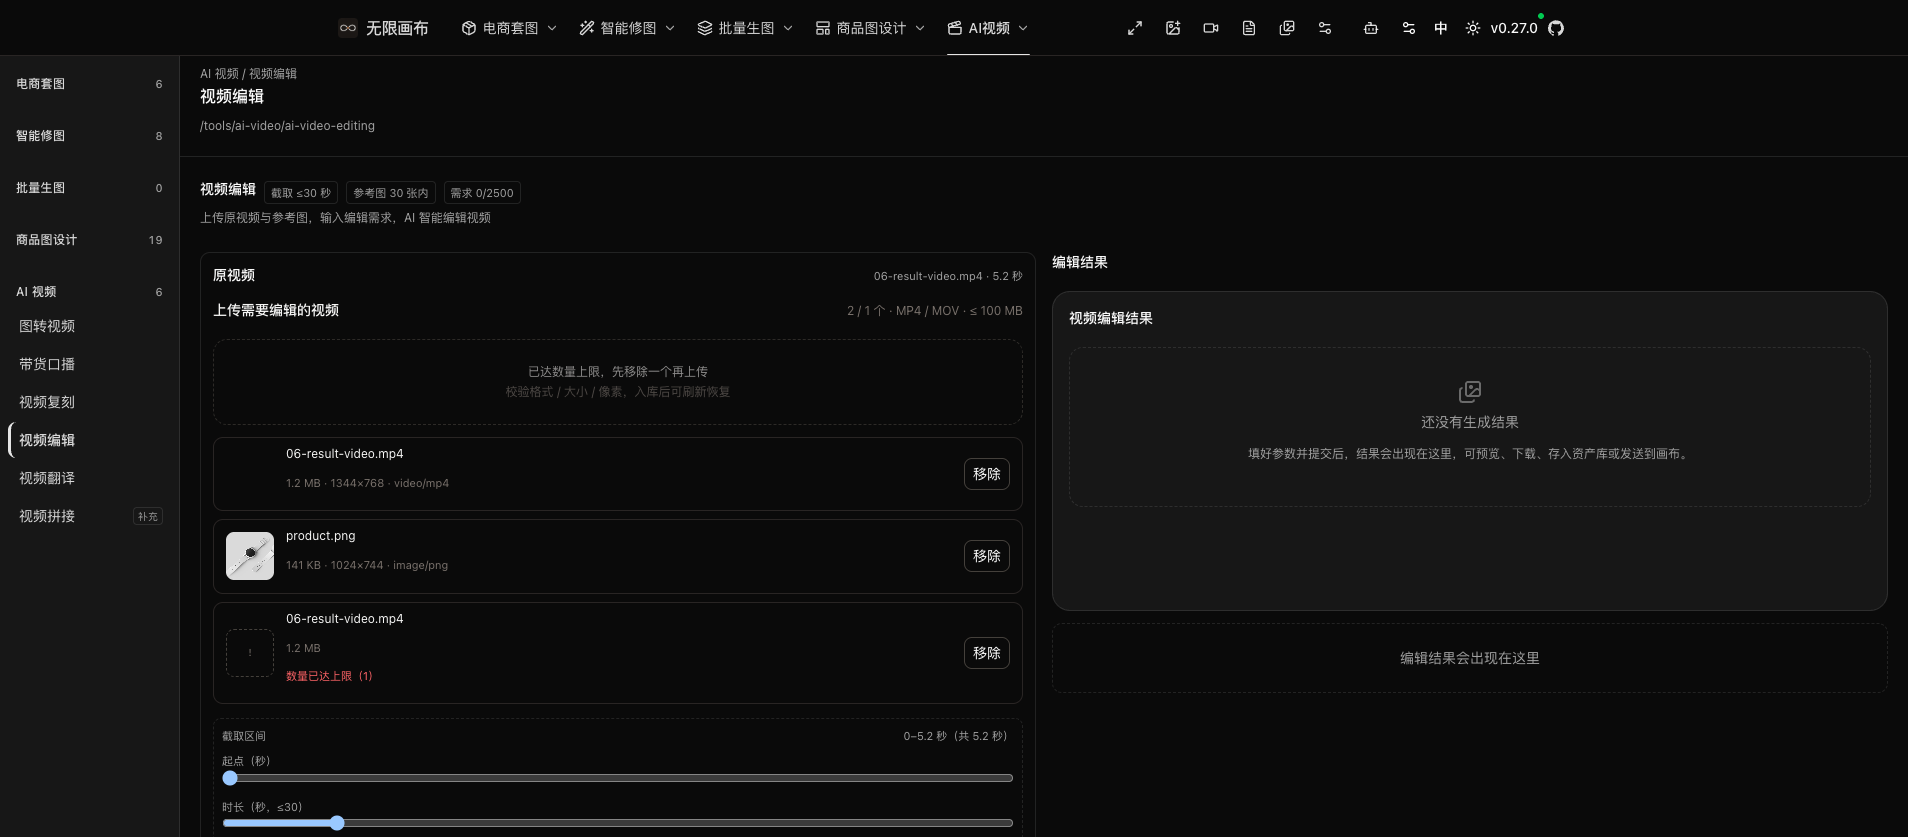 无限画布
电商套图
智能修图
批量生图
商品图设计
AI视频
中
v0.27.0
电商套图 6
智能修图 8
批量生图 0
商品图设计 19
AI 视频 6
图转视频
带货口播
视频复刻
视频编辑
视频翻译
视频拼接 补充
AI 视频 / 视频编辑
视频编辑
/tools/ai-video/ai-video-editing
视频编辑 截取 ≤30 秒 参考图 30 张内 需求 0/2500
上传原视频与参考图，输入编辑需求，AI 智能编辑视频
原视频 06-result-video.mp4 · 5.2 秒
上传需要编辑的视频 2 / 1 个 · MP4 / MOV · ≤ 100 MB
已达数量上限，先移除一个再上传
校验格式 / 大小 / 像素，入库后可刷新恢复
06-result-video.mp4
1.2 MB · 1344×768 · video/mp4
移除
product.png
141 KB · 1024×744 · image/png
移除
!
06-result-video.mp4
1.2 MB
数量已达上限（1）
移除
截取区间 0–5.2 秒（共 5.2 秒）
起点（秒）
时长（秒，≤30）
编辑结果
视频编辑结果
还没有生成结果
填好参数并提交后，结果会出现在这里，可预览、下载、存入资产库或发送到画布。
编辑结果会出现在这里